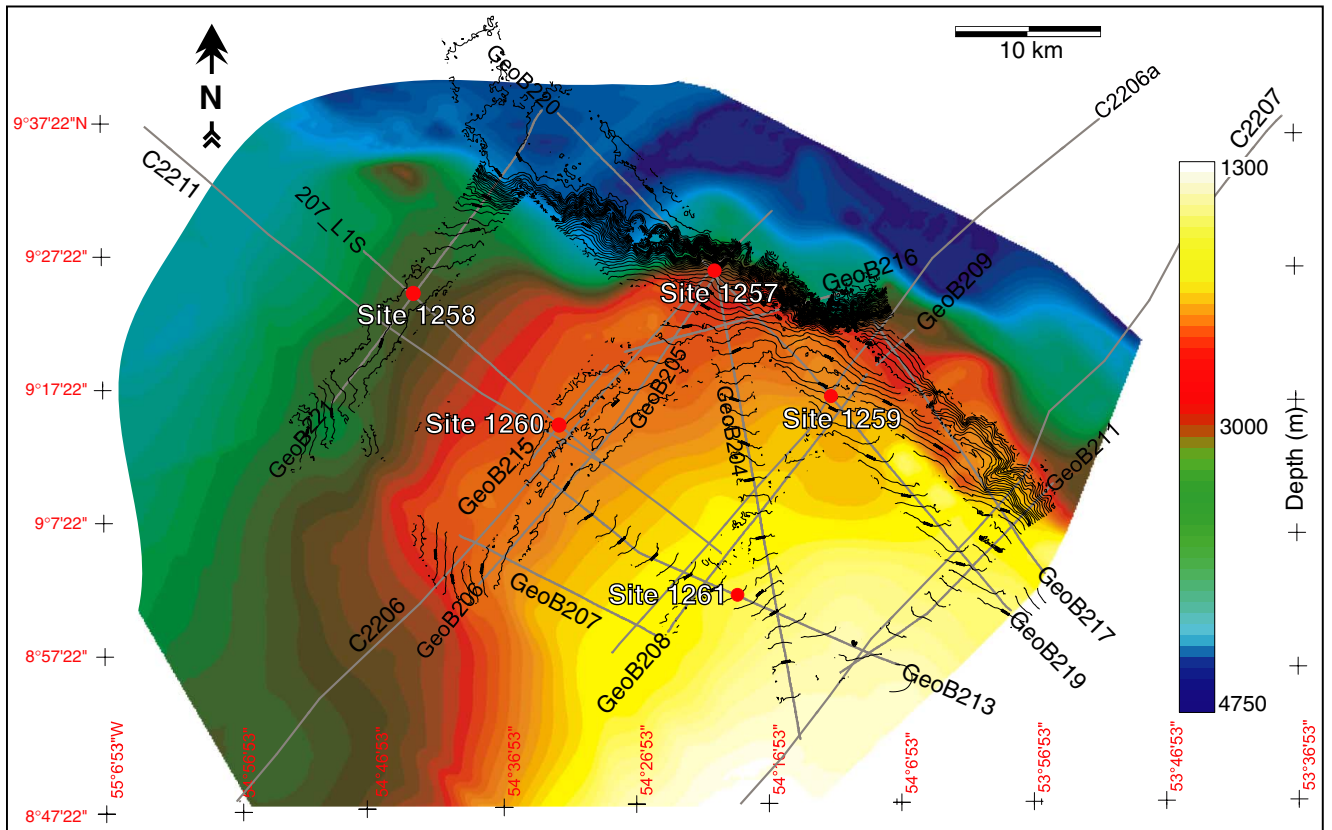 10 km
N
GeoB220
C2206a
C2207
9°37'22"N
C2211
1300
207_L1S
9°27'22"
GeoB216
GeoB209
Site 1257
Site 1258
9°17'22"
GeoB205
GeoB204
Site 1259
Site 1260
3000
Depth (m)
GeoB221
GeoB215
GeoB211
9°7'22"
GeoB207
Site 1261
GeoB217
C2206
GeoB206
GeoB219
8°57'22"
GeoB208
GeoB213
4750
55°6'53"W
54°56'53"
54°46'53"
54°36'53"
54°26'53"
54°16'53"
54°6'53"
53°56'53"
53°46'53"
53°36'53"
8°47'22"